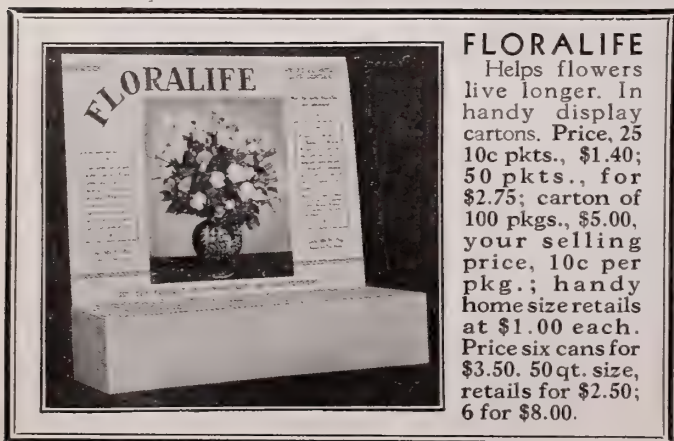 FLORALIFE
FLORALIFE
Helps flowers
live longer. In
handy display
cartons. Price, 25
10c pkts., $1.40;
50 pkts., for
$2.75; carton of
100 pkgs., $5.00,
your selling
price, 10c per
pkg.; handy
home size retails
at $1.00 each.
Price six cans for
$3.50. 50 qt. size,
retails for $2.50;
6 for $8.00.